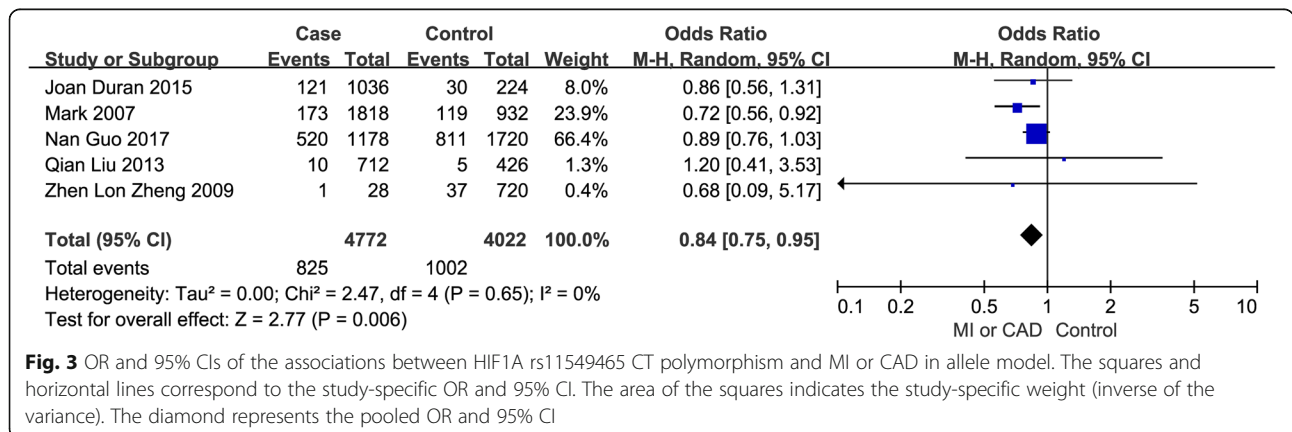 Case Control Odds Ratio Odds Ratio
Study or Subgroup Events Total Events Total Weight M-H, Random, 95% CI M-H, Random, 95% CI
Joan Duran 2015 121 1036 30 224 8.0% 0.86 [0.56, 1.31]
Mark 2007 173 1818 119 932 23.9% 0.72 [0.56, 0.92]
Nan Guo 2017 520 1178 811 1720 66.4% 0.89 [0.76, 1.03]
Qian Liu 2013 10 712 5 426 1.3% 1.20 [0.41, 3.53]
Zhen Lon Zheng 2009 1 28 37 720 0.4% 0.68 [0.09, 5.17]
Total (95% CI) 4772 4022 100.0% 0.84 [0.75, 0.95]
Total events 825 1002
Heterogeneity: Tau² = 0.00; Chi² = 2.47, df = 4 (P = 0.65); I² = 0%
Test for overall effect: Z = 2.77 (P = 0.006)
0.1 0.2 0.5 1 2 5 10
MI or CAD Control
Fig. 3 OR and 95% CIs of the associations between HIF1A rs11549465 CT polymorphism and MI or CAD in allele model. The squares and
horizontal lines correspond to the study-specific OR and 95% CI. The area of the squares indicates the study-specific weight (inverse of the
variance). The diamond represents the pooled OR and 95% CI